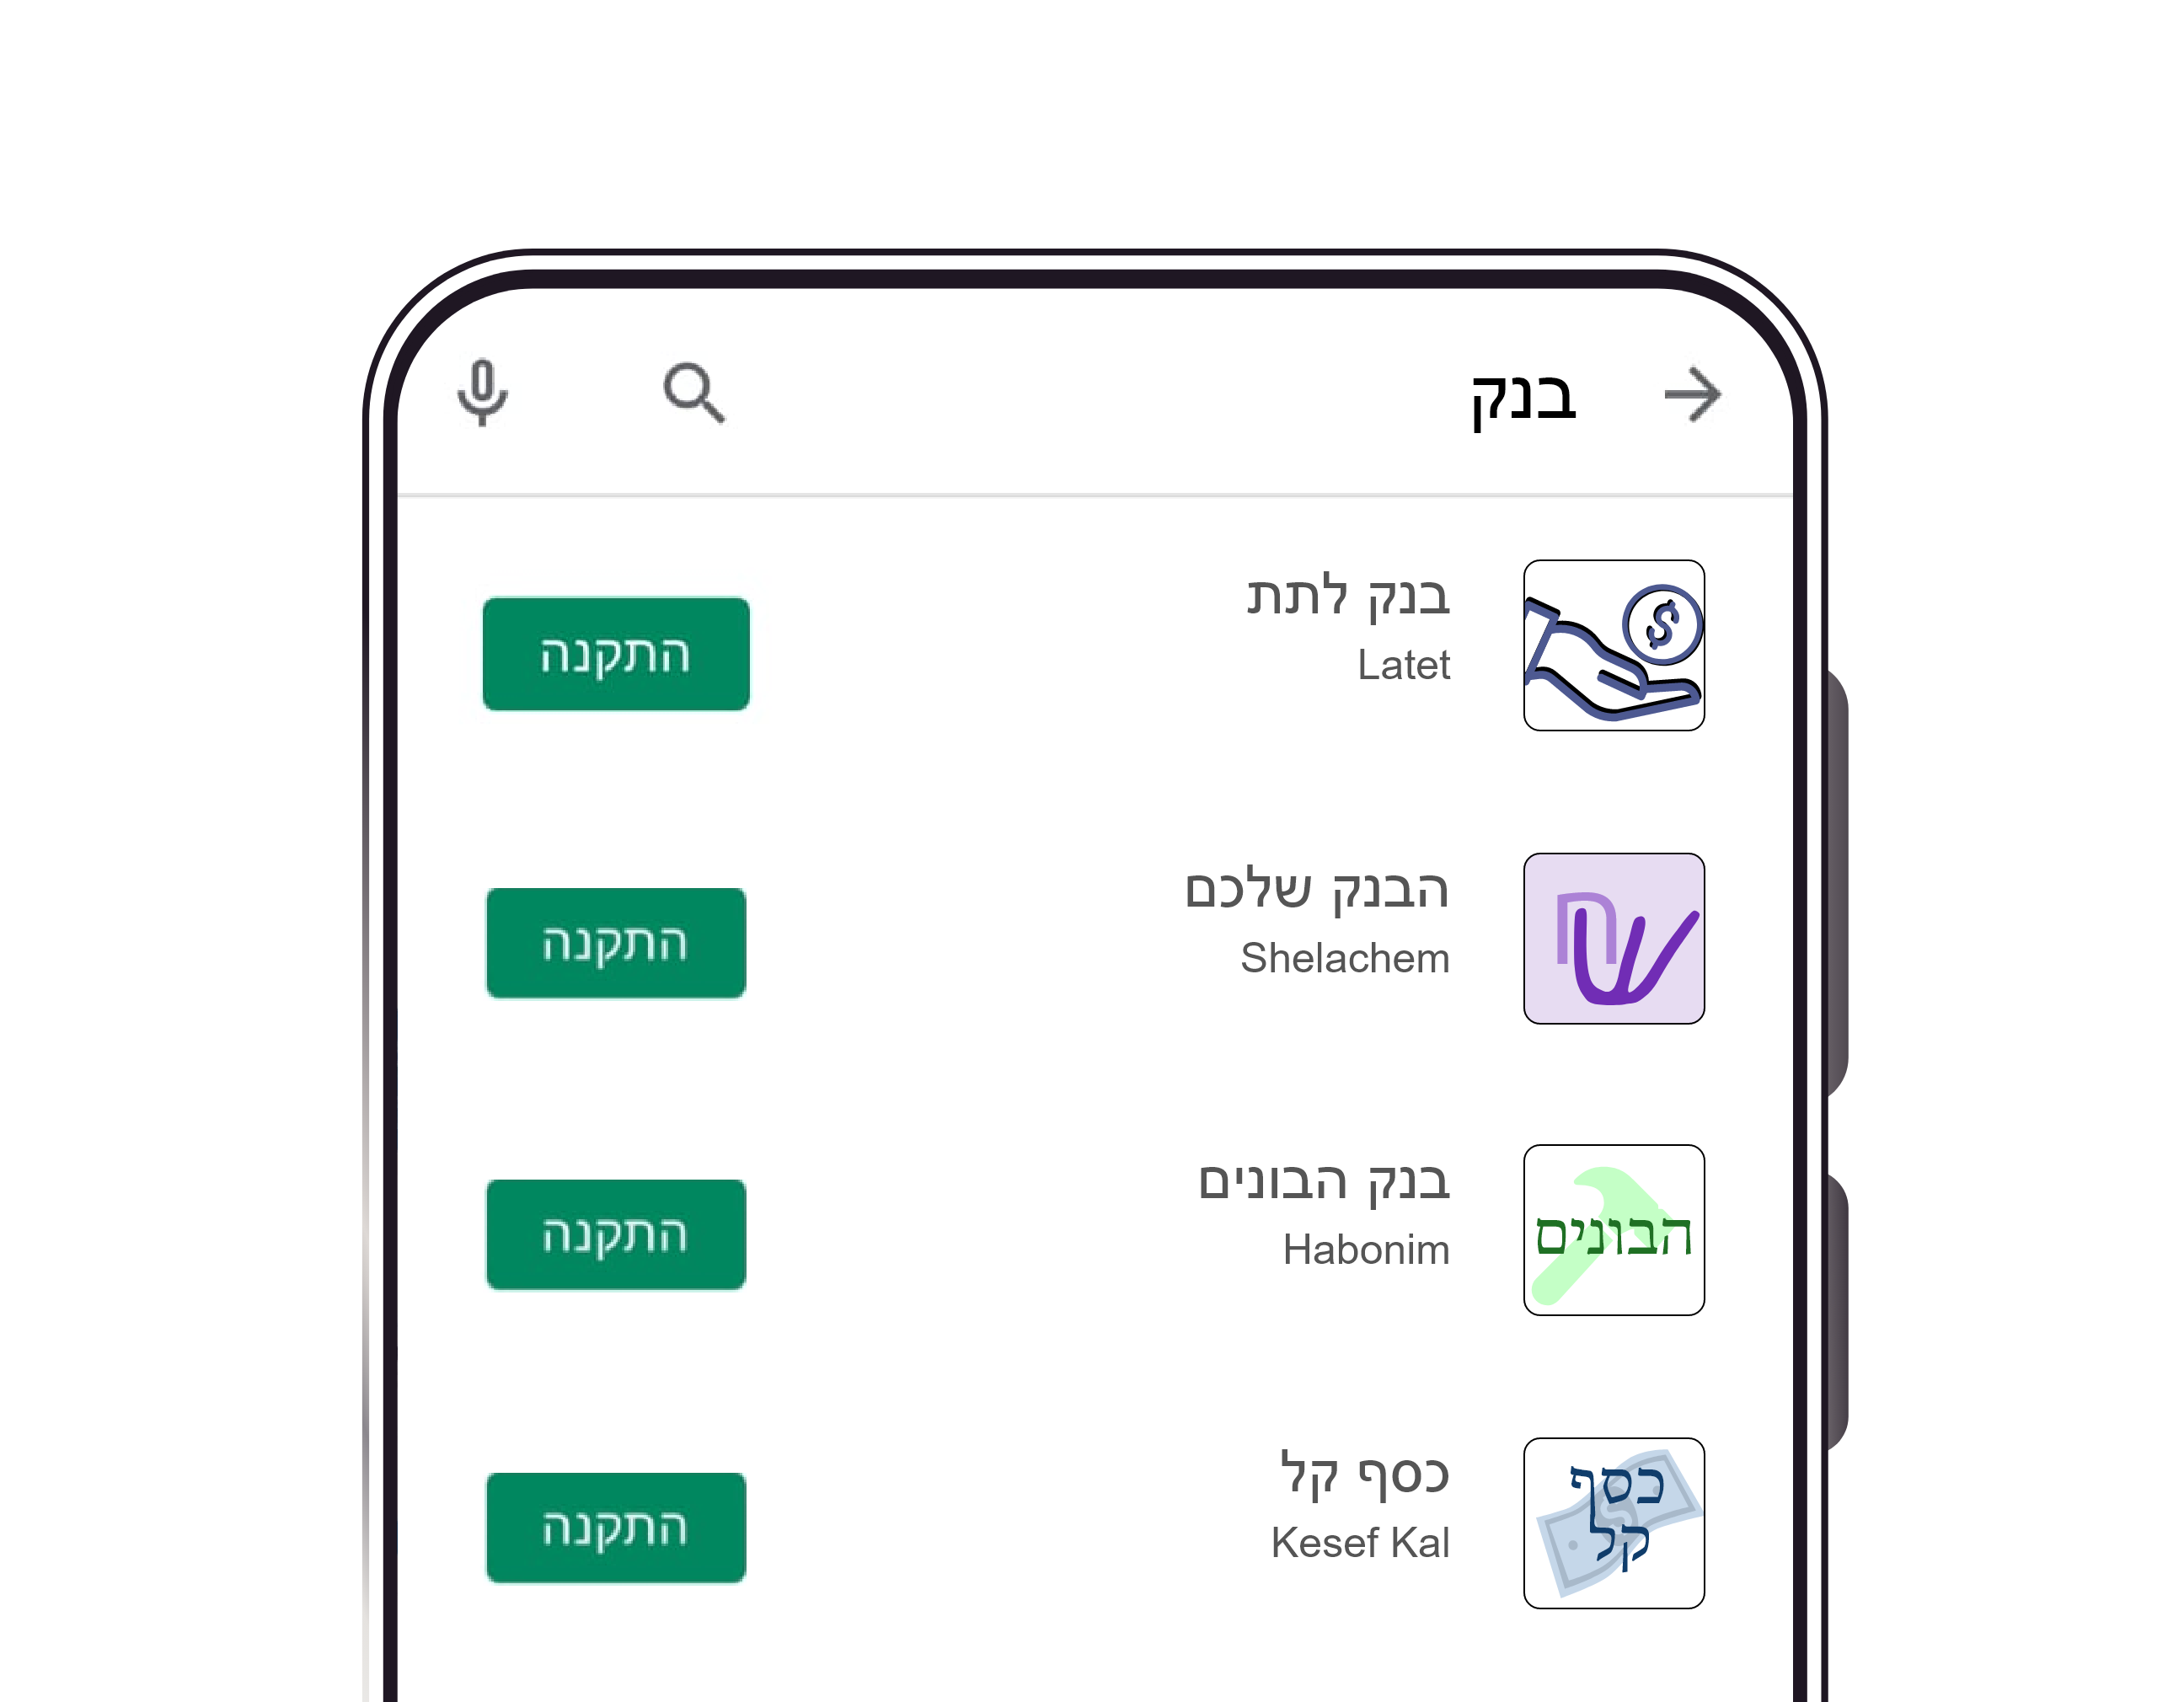 בנק
בנק לתת
Latet
התקנה
הבנק שלכם
Shelachem
התקנה
בנק הבונים
Habonim
הבונים
התקנה
כסף קל
Kesef Kal
כסף
קל
התקנה